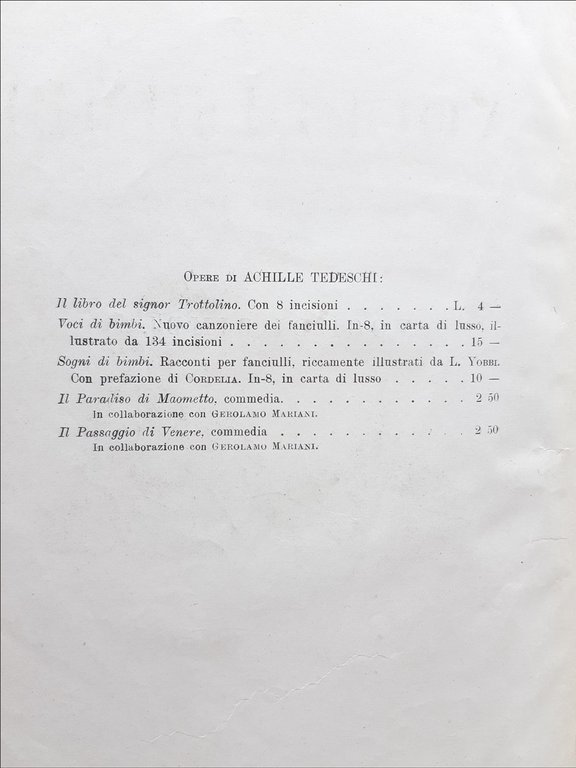 Opere di ACHILLE TEDESCHI:
Il libro del signor Trottolino. Con 8 incisioni . . . . . . . L. 4 —
Voci di bimbi. Nuovo canzoniere dei fanciulli. In-8, in carta di lusso, il-
lustrato da 134 incisioni . . . . . . . . . . . . . . . 15 —
Sogni di bimbi. Racconti per fanciulli, riccamente illustrati da L. Yobbi.
Con prefazione di Cordelia. In-8, in carta di lusso . . . . . 10 —
Il Paradiso di Maometto, commedia. . . . . . . . . . . . 2 50
In collaborazione con Gerolamo Mariani.
Il Passaggio di Venere, commedia . . . . . . . . . . . . 2 50
In collaborazione con Gerolamo Mariani.